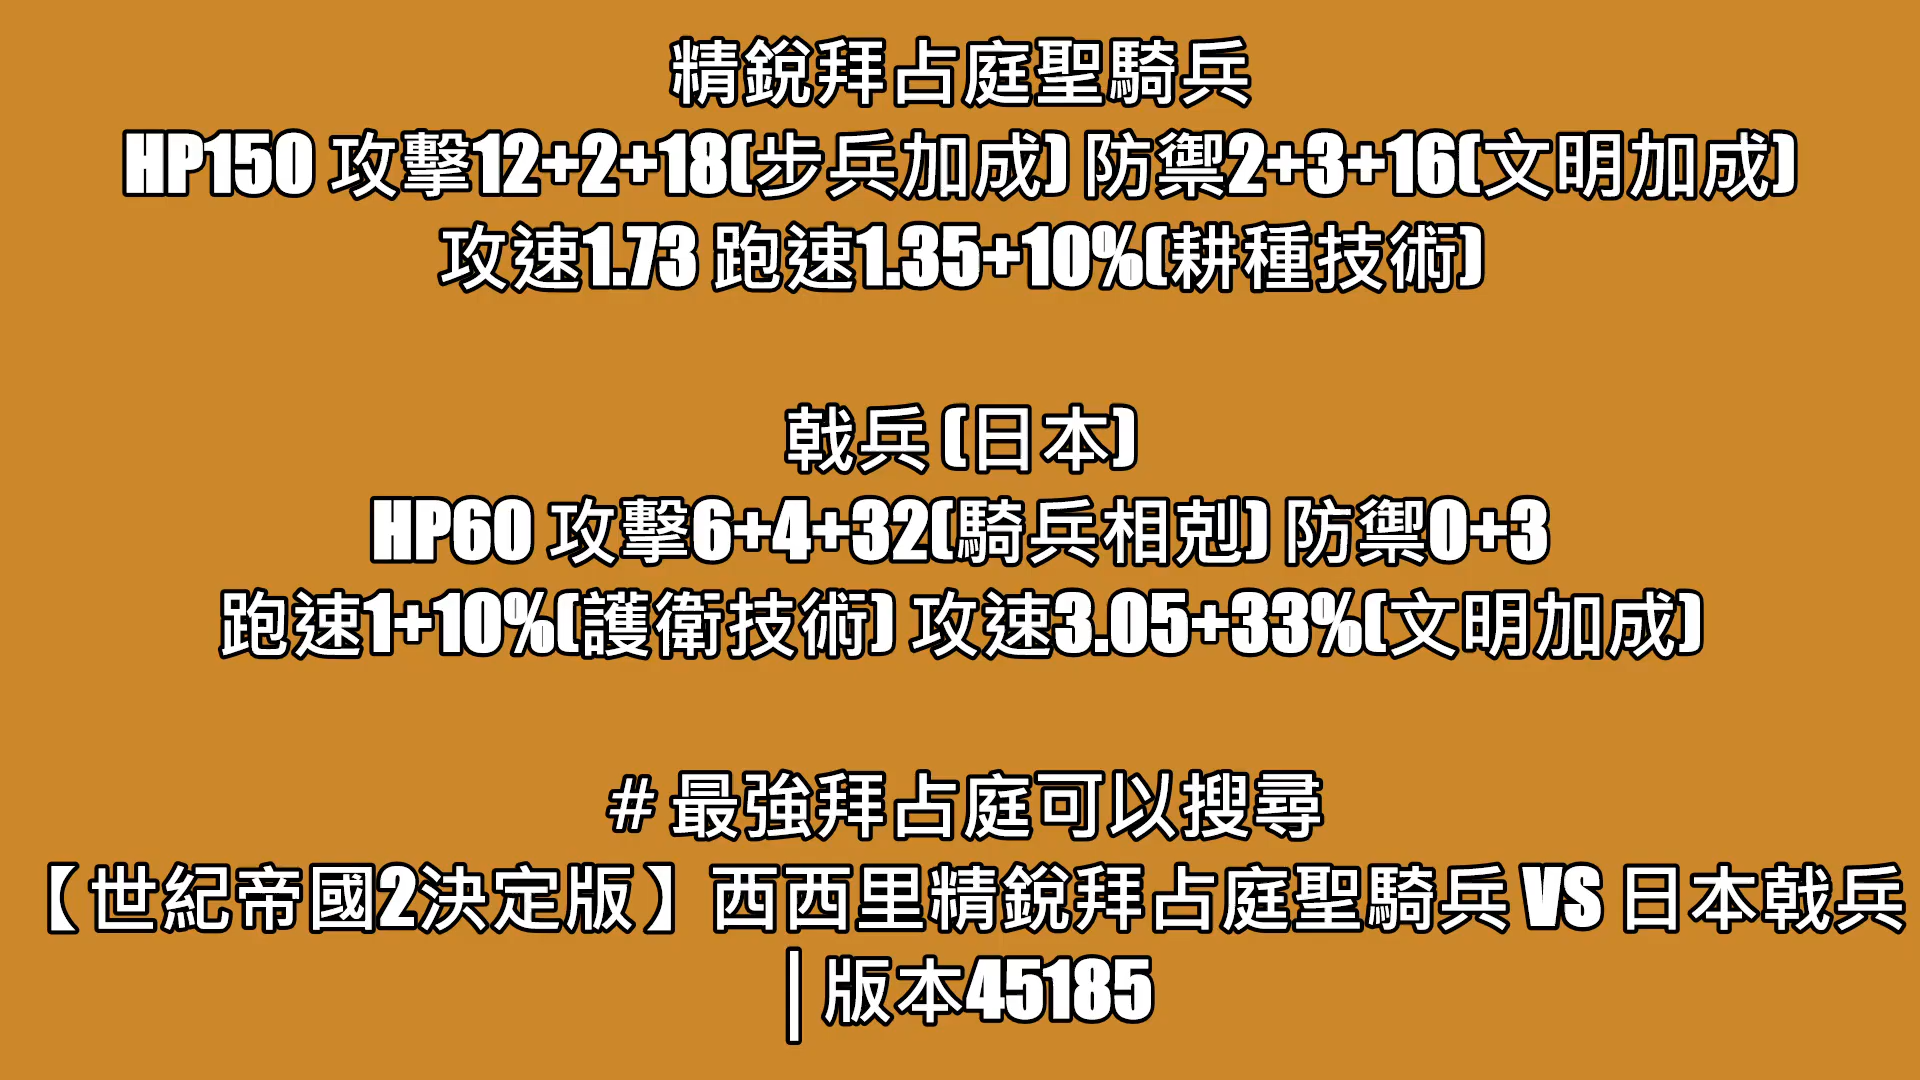 精銳拜占庭聖騎兵
HP150 攻擊12+2+18(步兵加成) 防禦2+3+16(文明加成)
攻速1.73 跑速1.35+10%(耕種技術)
戟兵 (日本)
HP60 攻擊6+4+32(騎兵相剋) 防禦0+3
跑速1+10%(護衛技術) 攻速3.05+33%(文明加成)
# 最強拜占庭可以搜尋
【世紀帝國2決定版】西西里精銳拜占庭聖騎兵 VS 日本戟兵
| 版本45185